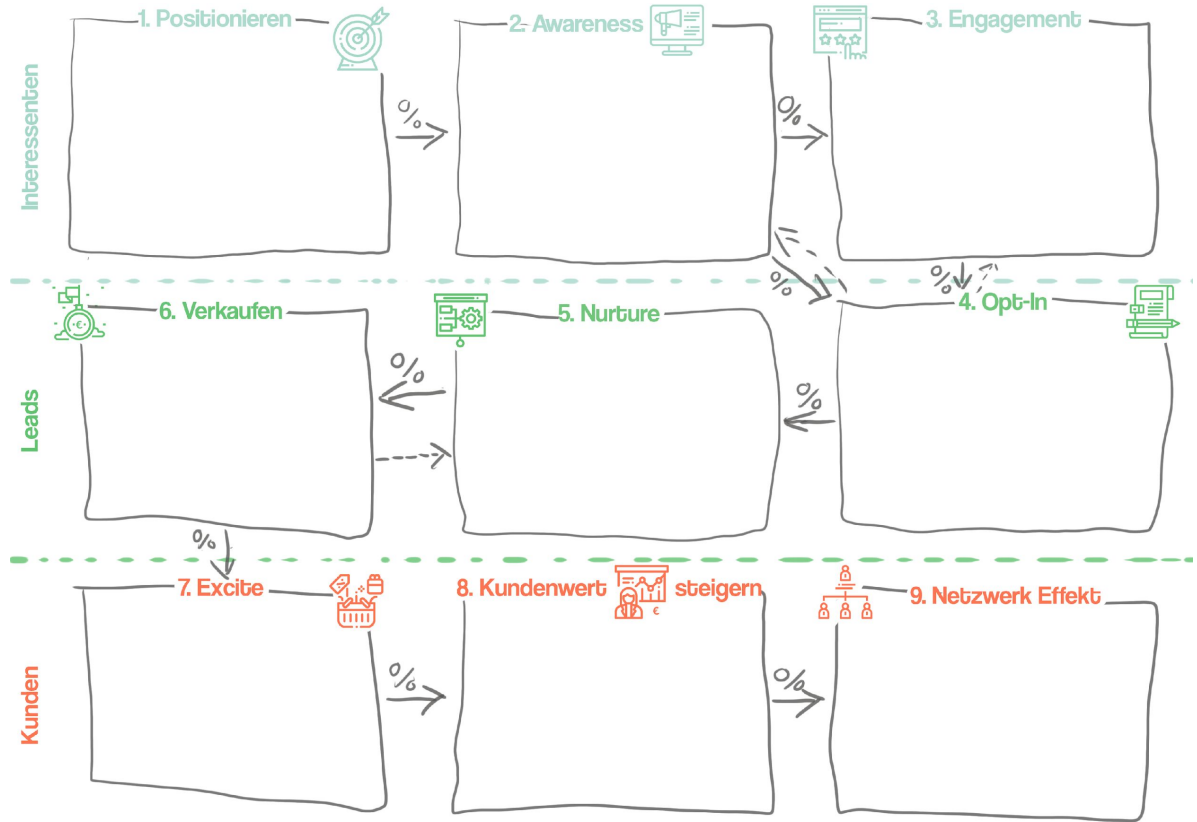 Interessenten
1. Positionieren
2. Awareness
3. Engagement
%
%
%
%
Leads
6. Verkaufen
5. Nurture
4. Opt-In
€
%
%
%
Kunden
7. Excite
8. Kundenwert steigern
9. Netzwerk Effekt
€
%
%